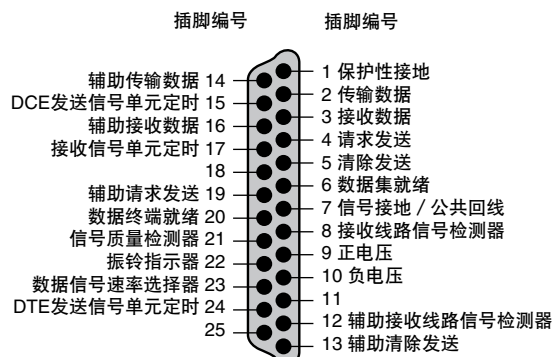 插脚编号
插脚编号
辅助传输数据 14
DCE发送信号单元定时 15
辅助接收数据 16
接收信号单元定时 17
18
辅助请求发送 19
数据终端就绪 20
信号质量检测器 21
振铃指示器 22
数据信号速率选择器 23
DTE发送信号单元定时 24
25
1 保护性接地
2 传输数据
3 接收数据
4 请求发送
5 清除发送
6 数据集就绪
7 信号接地 / 公共回线
8 接收线路信号检测器
9 正电压
10 负电压
11
12 辅助接收线路信号检测器
13 辅助清除发送